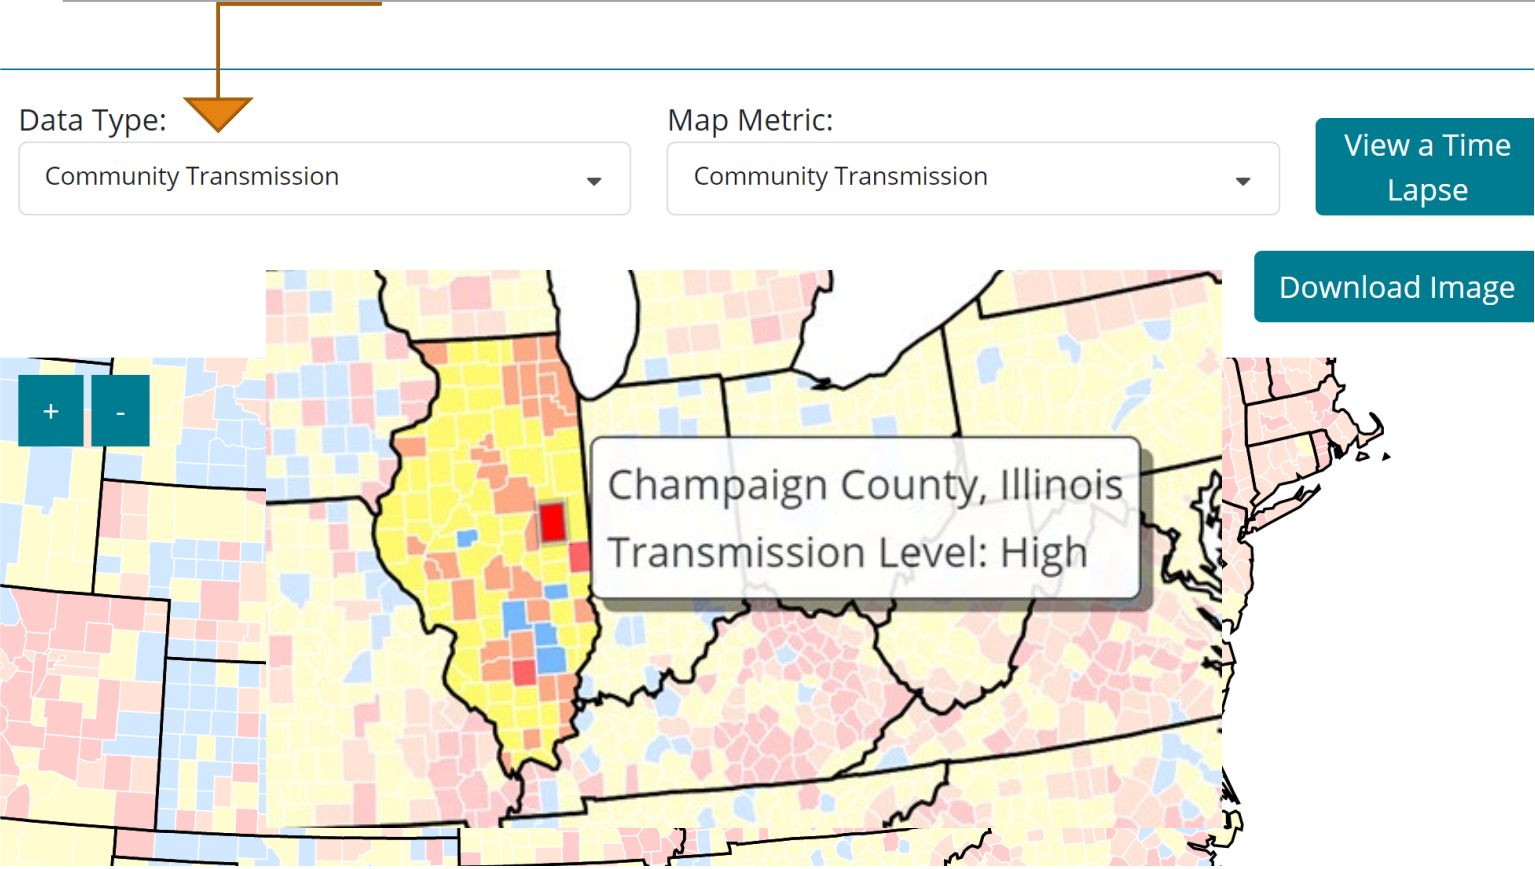 Data Type:
Map Metric:
Community Transmission
Community Transmission
View a Time
Lapse
Download Image
+
-
Champaign County, Illinois
Transmission Level: High